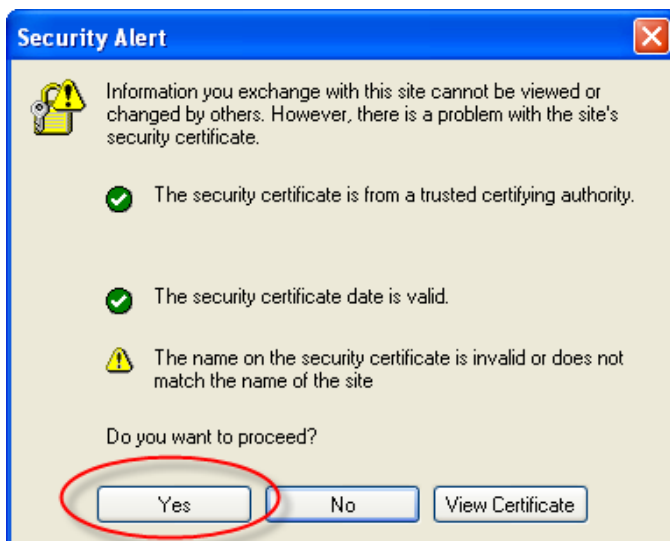 Security Alert
Information you exchange with this site cannot be viewed or
changed by others. However, there is a problem with the site's
security certificate.
The security certificate is from a trusted certifying authority.
The security certificate date is valid.
The name on the security certificate is invalid or does not
match the name of the site
Do you want to proceed?
Yes No View Certificate